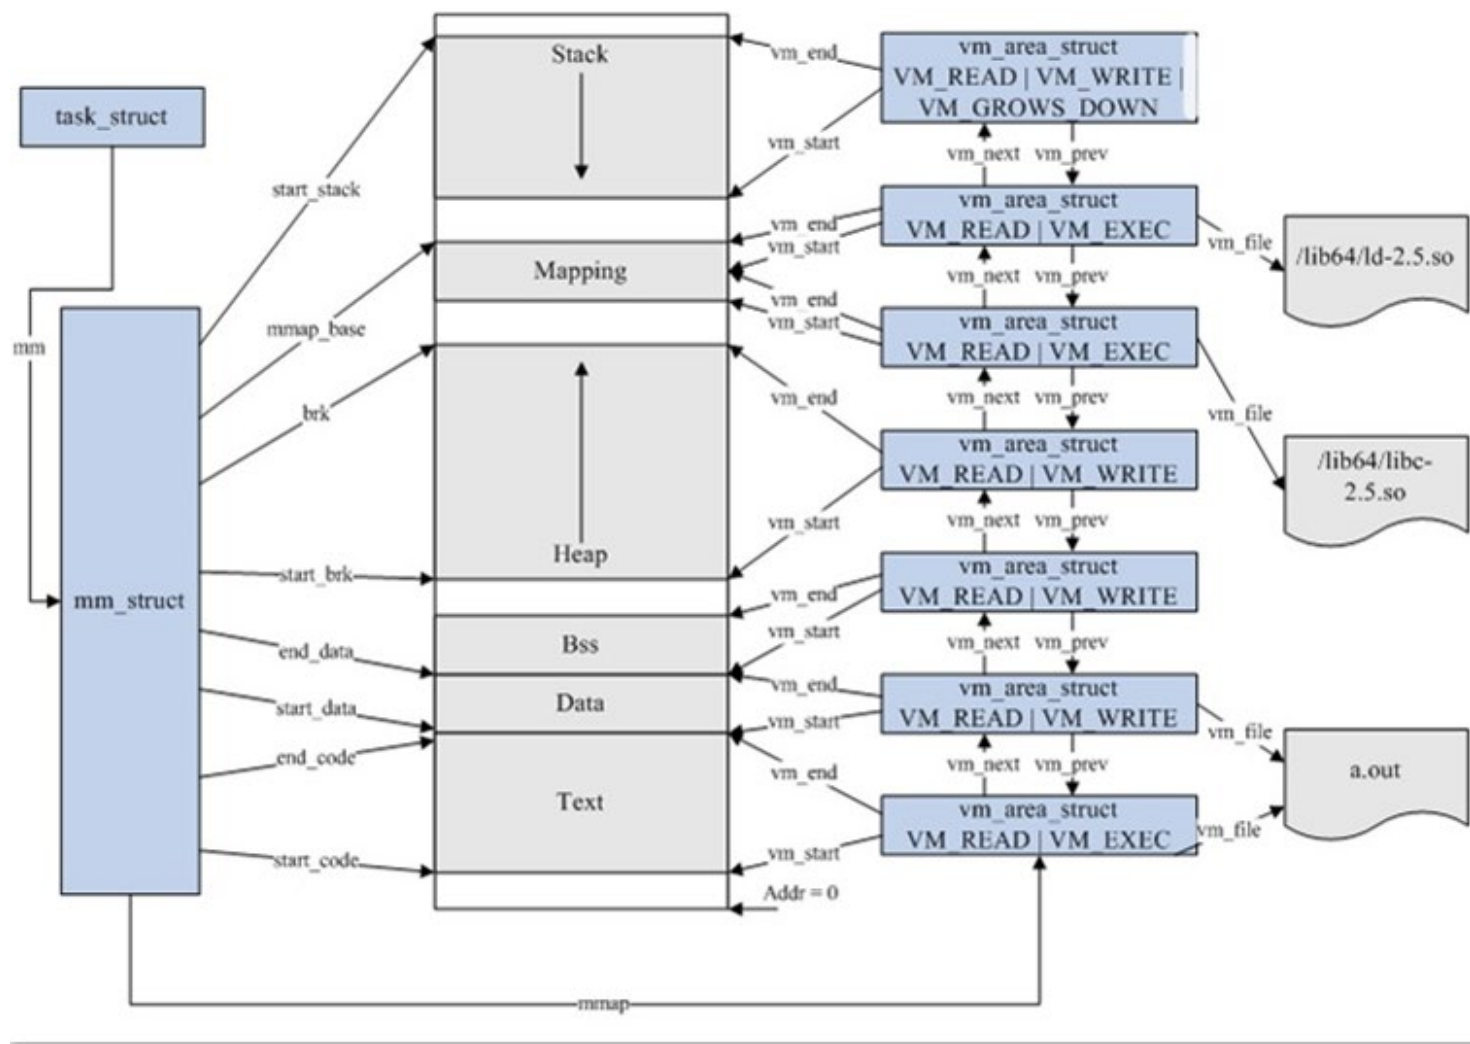 task_struct
mm
mm_struct
start_stack
mmap_base
brk
start_brk
end_data
start_data
end_code
start_code
mmap
Stack
Mapping
Heap
Bss
Data
Text
Addr = 0
vm_end
vm_start
vm_end
vm_start
vm_end
vm_start
vm_end
vm_start
vm_end
vm_start
vm_end
vm_start
vm_end
vm_start
vm_area_struct
VM_READ | VM_WRITE |
VM_GROWS_DOWN
vm_next vm_prev
vm_area_struct
VM_READ | VM_EXEC
vm_next vm_prev
vm_area_struct
VM_READ | VM_EXEC
vm_next vm_prev
vm_area_struct
VM_READ | VM_WRITE
vm_next vm_prev
vm_area_struct
VM_READ | VM_WRITE
vm_next vm_prev
vm_area_struct
VM_READ | VM_WRITE
vm_next vm_prev
vm_area_struct
VM_READ | VM_EXEC
vm_file
/lib64/ld-2.5.so
vm_file
/lib64/libc-
2.5.so
vm_file
a.out
vm_file